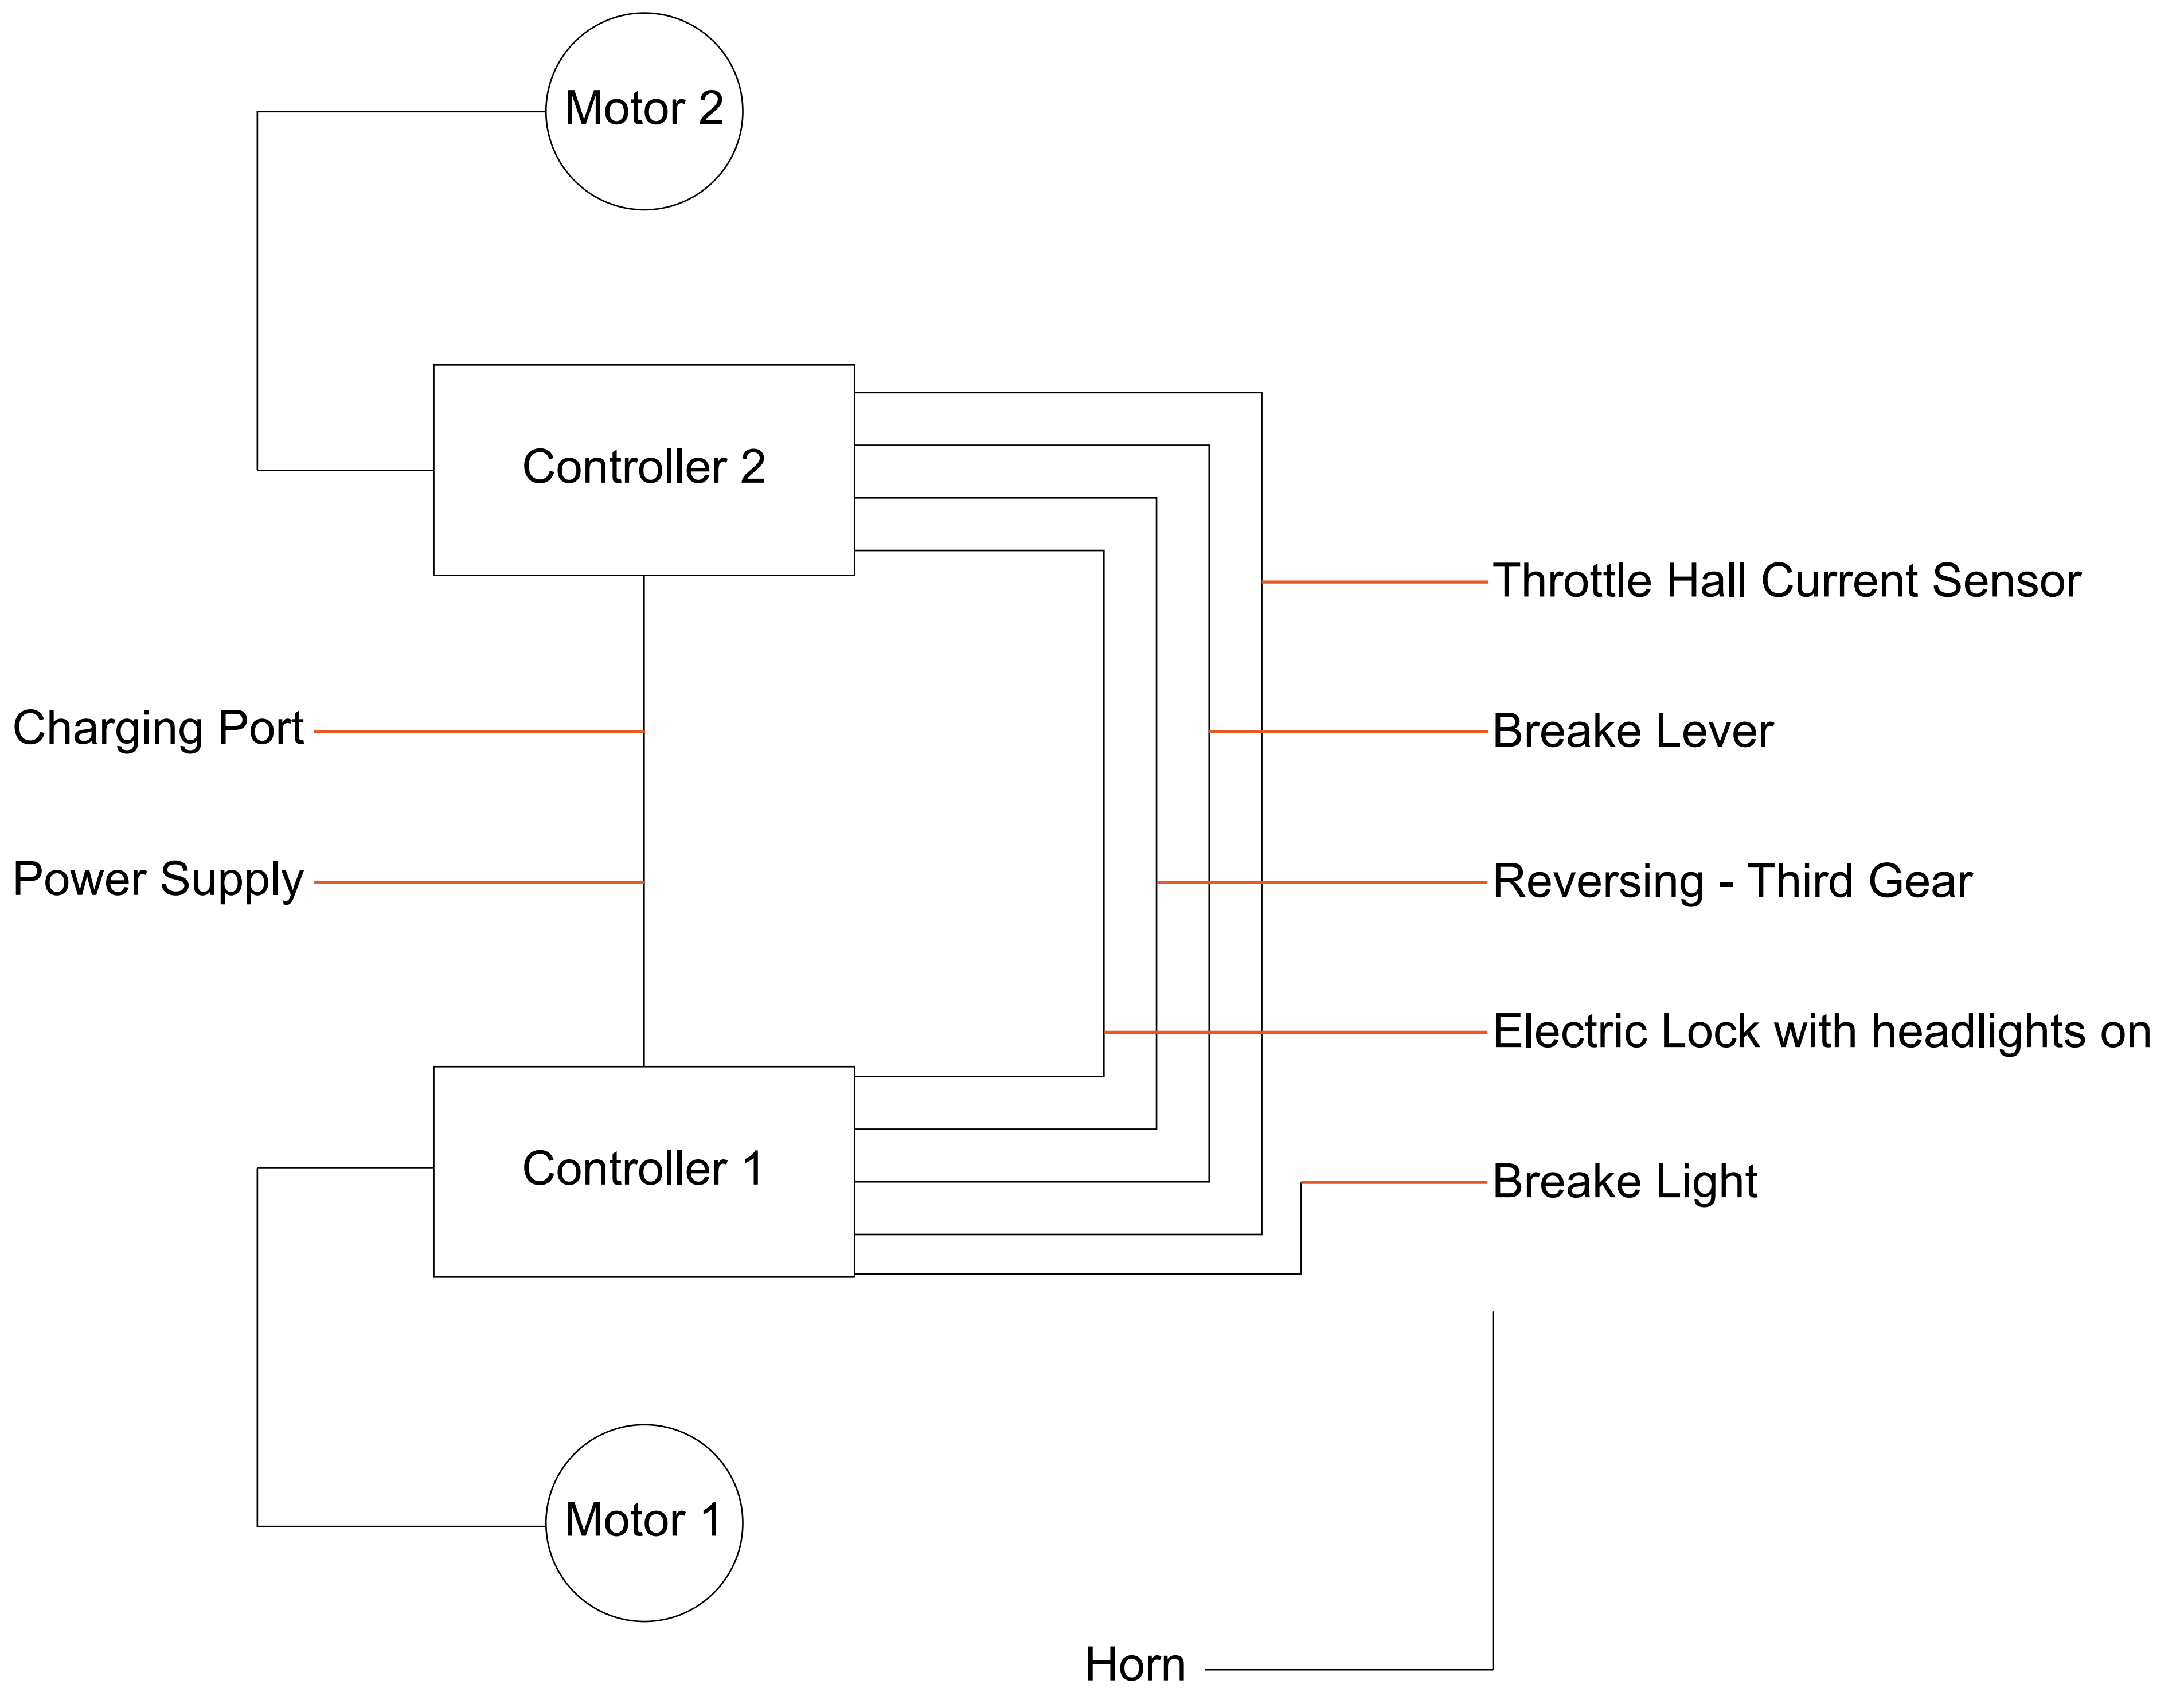 Motor 2
Controller 2
Throttle Hall Current Sensor
Charging Port
Breake Lever
Power Supply
Reversing - Third Gear
Electric Lock with headlights on
Controller 1
Breake Light
Motor 1
Horn